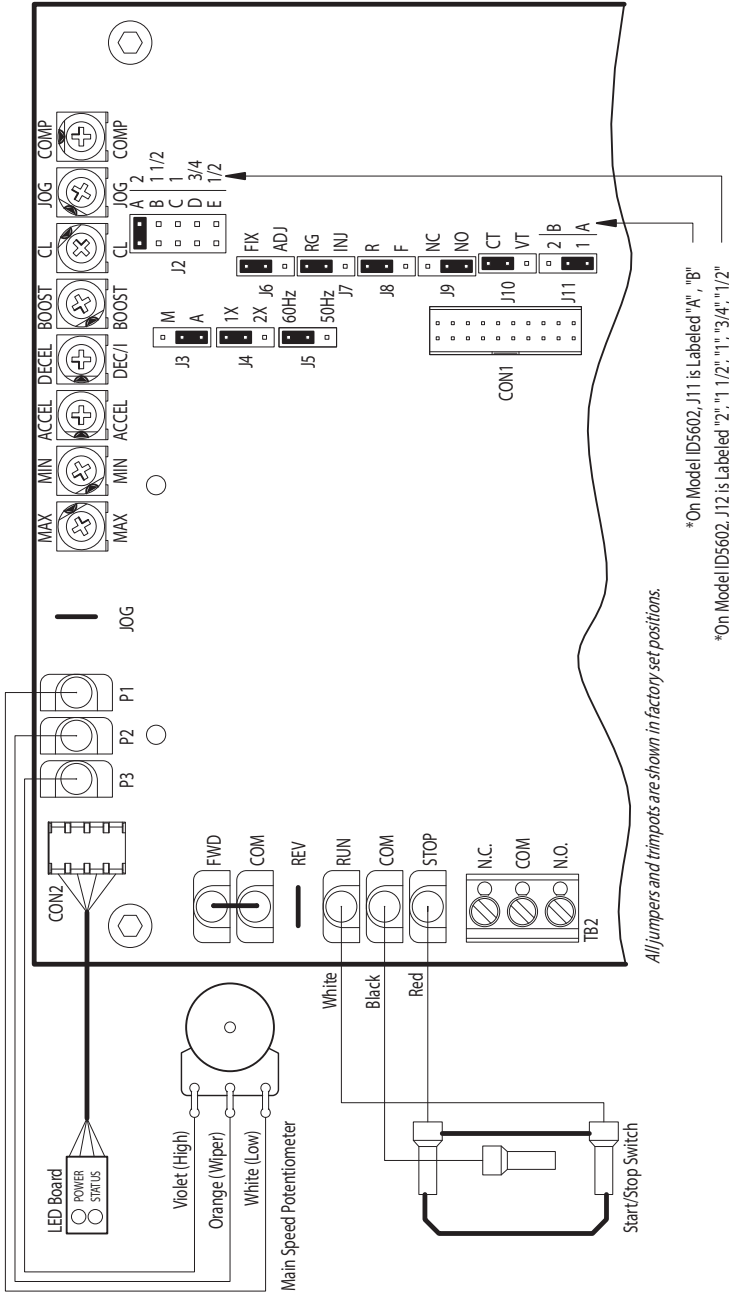 LED Board
POWER
STATUS
CON2
Violet (High)
Orange (Wiper)
White (Low)
Main Speed Potentiometer
P3
P2
P1
JOG
MAX
MIN
ACCEL
DECEL
BOOST
CL
JOG
COMP
MAX
MIN
ACCEL
DEC/I
BOOST
CL
JOG
COMP
FWD
COM
REV
RUN
COM
STOP
White
Black
Red
Start/Stop Switch
N.C.
COM
N.O.
TB2
J3
M
A
J4
1X
2X
J5
60Hz
50Hz
J2
A 2
B 1 1/2
C 1
D 3/4
E 1/2
J6
FIX
ADJ
J7
RG
INJ
J8
R
F
J9
NC
NO
J10
CT
VT
J11
2 B
1 A
CON1
All jumpers and trimpots are shown in factory set positions.
*On Model ID5602, J11 is Labeled "A", "B"
*On Model ID5602, J12 is Labeled "2", "1 1/2", "1", "3/4", "1/2"